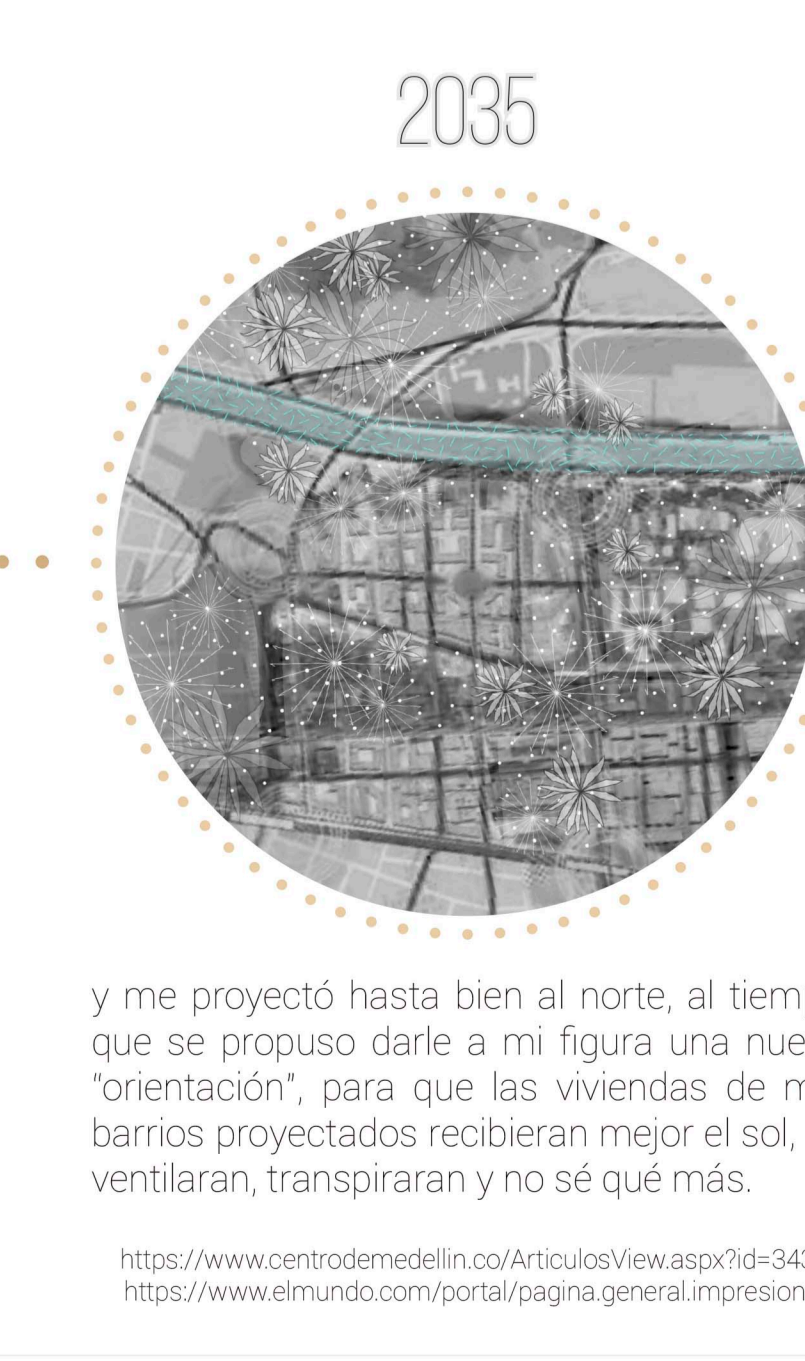 2035
y me proyectó hasta bien al norte, al tiem
que se propuso darle a mi figura una nue
"orientación", para que las viviendas de m
barrios proyectados recibieran mejor el sol,
ventilaran, transpiraran y no sé qué más.
https://www.centrodemedellin.co/ArticulosView.aspx?id=343
https://www.elmundo.com/portal/pagina.general.impresion